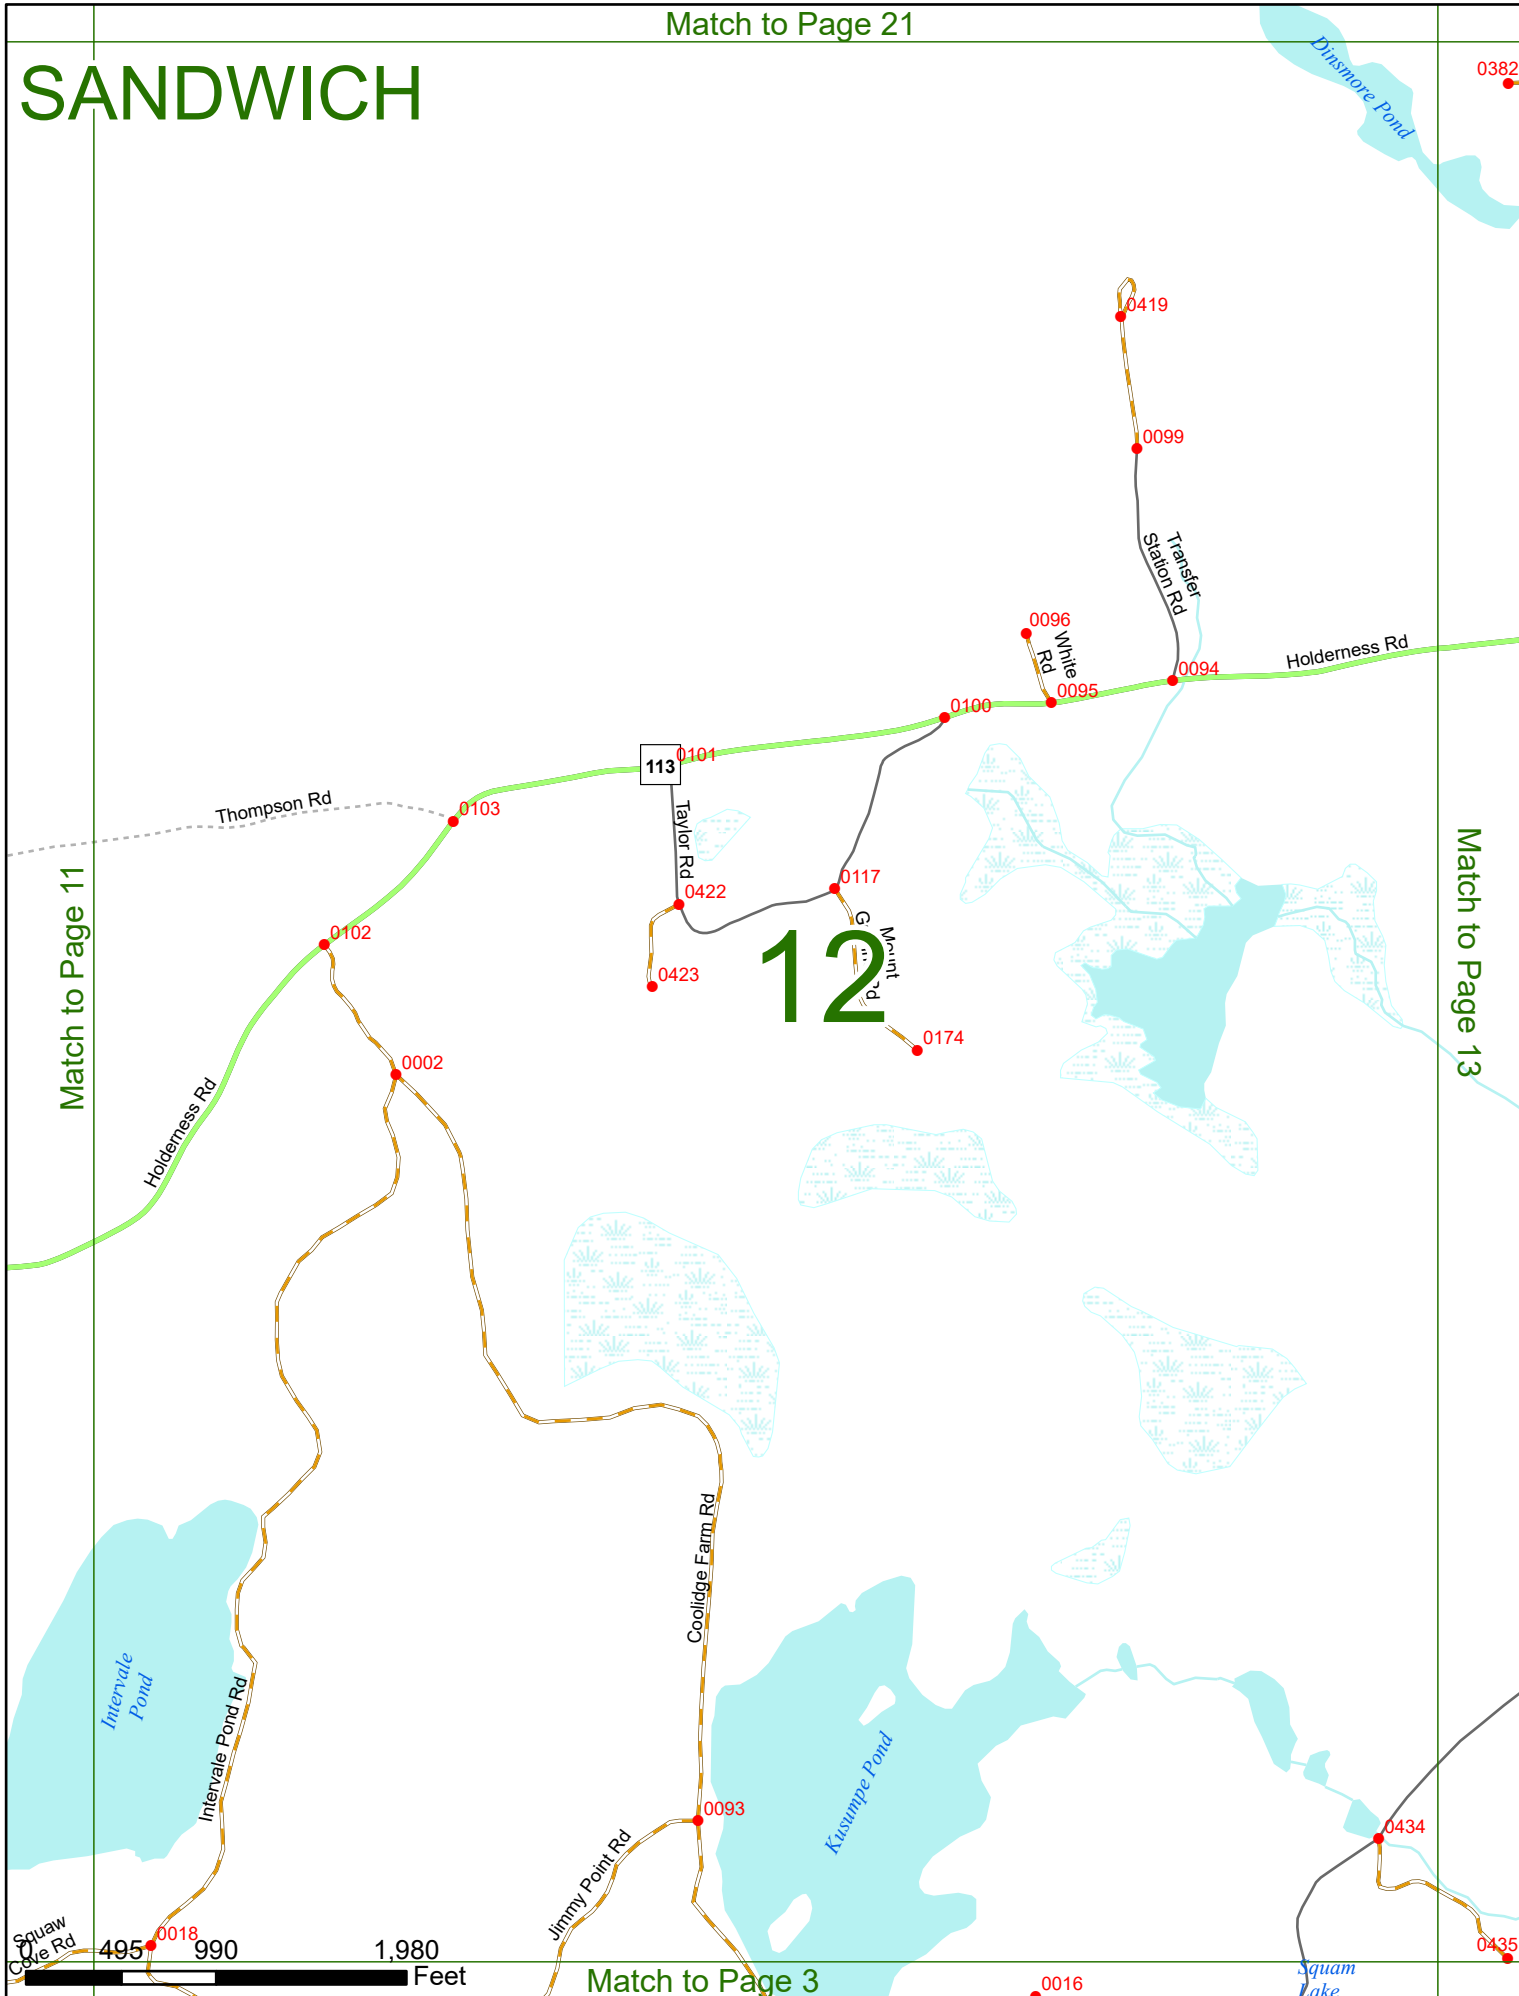 Match to Page 21
SANDWICH
Dinsmore Pond
0382
0419
0099
Transfer
Station Rd
0096
White
Rd
0095
0094
Holderness Rd
0100
0101
113
Thompson Rd
0103
Taylor Rd
0422
0117
Mount
Rd
12
0423
0174
0102
0002
Match to Page 11
Match to Page 13
Holderness Rd
Coolidge Farm Rd
Intervale
Pond
Intervale Pond Rd
Kusumpe Pond
0093
Jimmy Point Rd
0434
0435
0018
Squaw
Cove Rd
0 495 990 1,980
Feet
Match to Page 3
0016
Squam
Lake